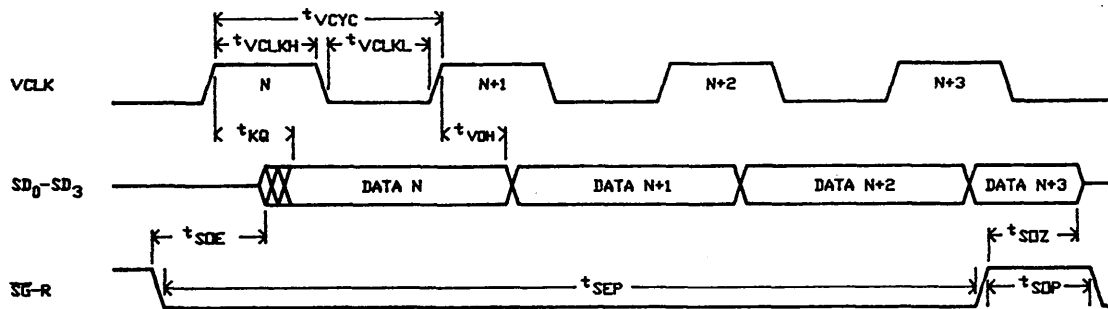 tVCYC
tVCLKH tVCLKL
VCLK N N+1 N+2 N+3
tKQ tVDH
SD0-SD3 DATA N DATA N+1 DATA N+2 DATA N+3
tSOE tSOZ
SG-R tSEP tSOP